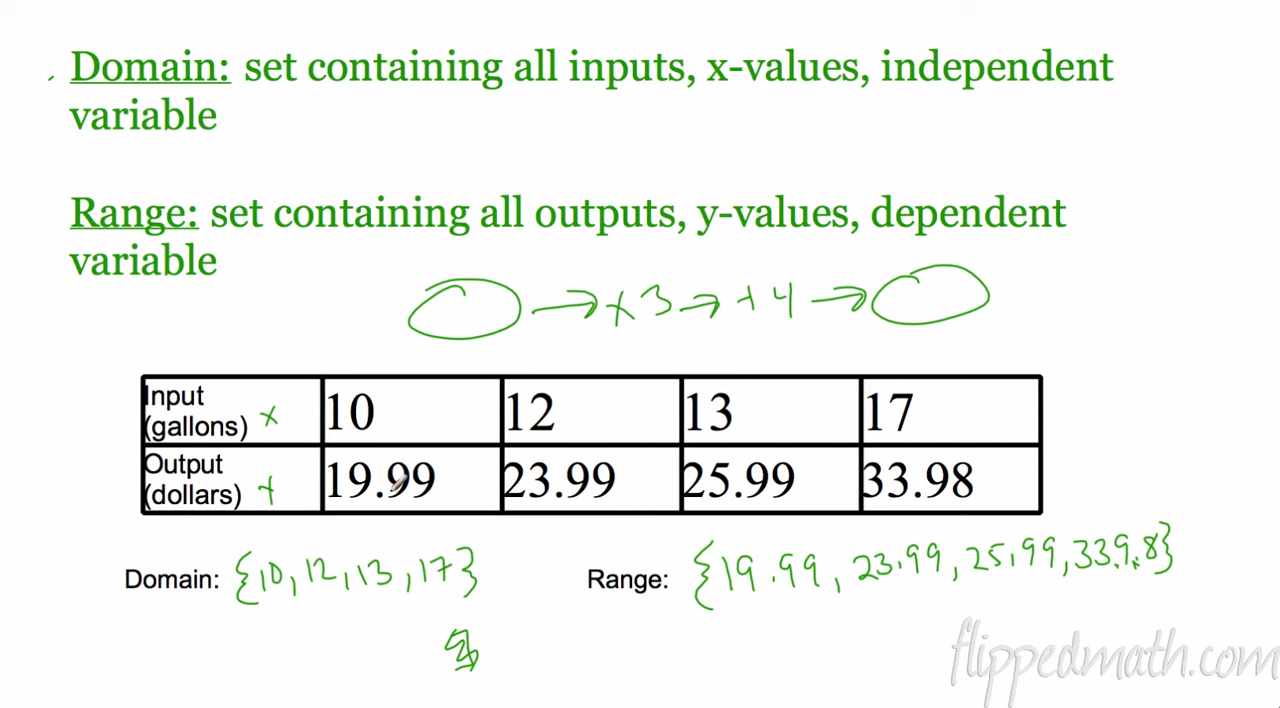 Domain: set containing all inputs, x-values, independent
variable
Range: set containing all outputs, y-values, dependent
variable
→ ×3 → +4 →
Input (gallons) x 10 12 13 17
Output (dollars) 19.99 23.99 25.99 33.98
Domain: {10, 12, 13, 17} Range: {19.99, 23.99, 25.99, 33.98}
flippedmath.com